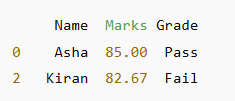 Name Marks Grade
0 Asha 85.00 Pass
2 Kiran 82.67 Fail